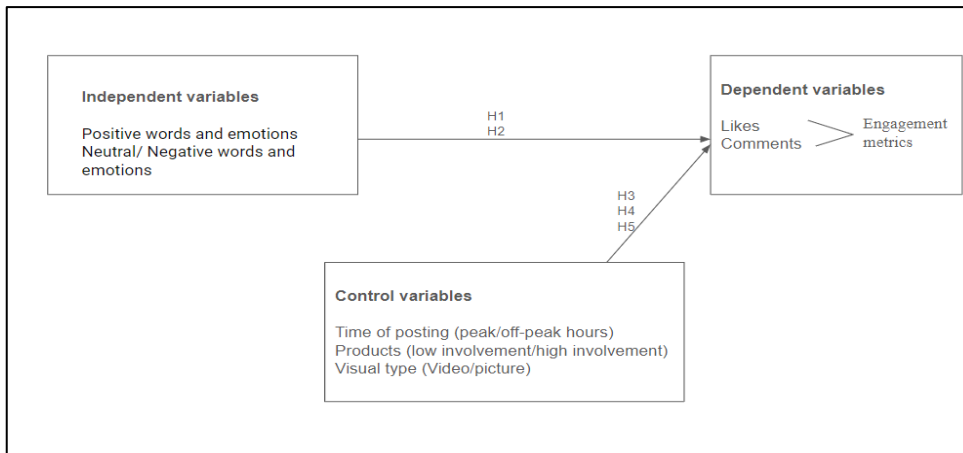 Independent variables
Positive words and emotions
Neutral/ Negative words and
emotions
H1
H2
Dependent variables
Likes
Comments
Engagement
metrics
H3
H4
H5
Control variables
Time of posting (peak/off-peak hours)
Products (low involvement/high involvement)
Visual type (Video/picture)